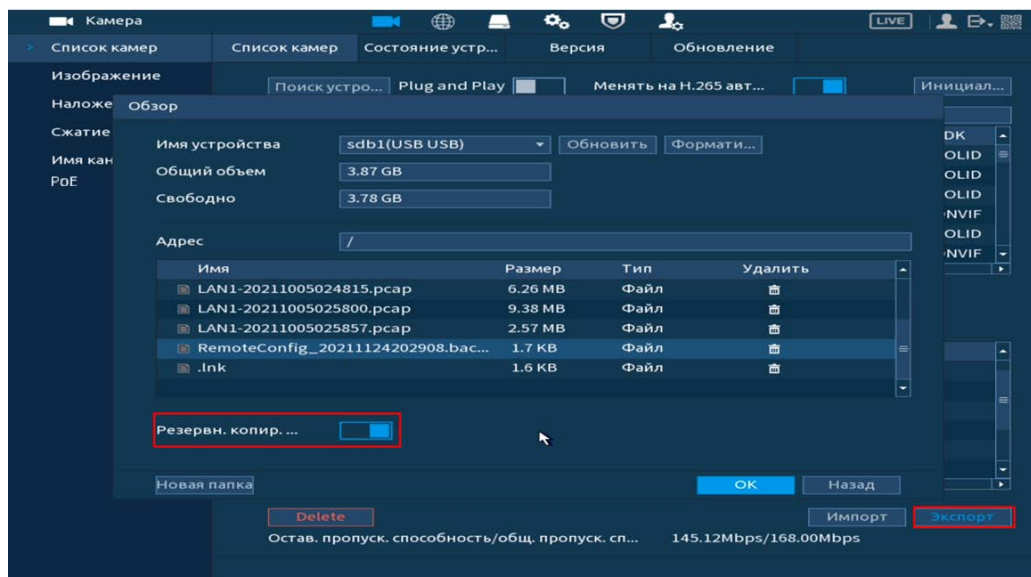 Камера LIVE
> Список камер Список камер Состояние устр... Версия Обновление
Изображение
Поиск устро... Plug and Play Менять на H.265 авт... Инициал...
Наложе
Обзор
Сжатие
DK
Имя устройства sdb1(USB USB) Обновить Формати...
Имя кан
OLID
Общий объем 3.87 GB
OLID
PoE
Свободно 3.78 GB
OLID
NVIF
OLID
Адрес /
NVIF
Имя Размер Тип Удалить
LAN1-20211005024815.pcap 6.26 MB Файл
LAN1-20211005025800.pcap 9.38 MB Файл
LAN1-20211005025857.pcap 2.57 MB Файл
RemoteConfig_20211124202908.bac... 1.7 KB Файл
.lnk 1.6 KB Файл
Резервн. копир. ...
Новая папка OK Назад
Delete Импорт Экспорт
Остав. пропуск. способность/общ. пропуск. сп... 145.12Mbps/168.00Mbps